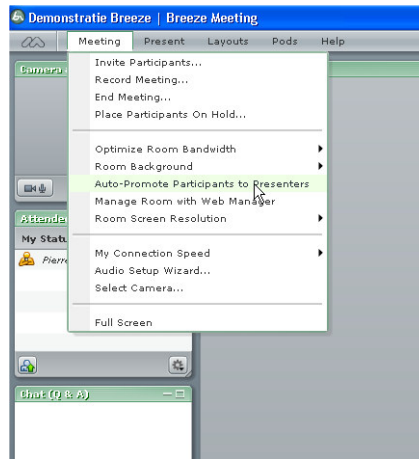 Demonstratie Breeze | Breeze Meeting
Meeting Present Layouts Pods Help
Camera
Invite Participants...
Record Meeting...
End Meeting...
Place Participants On Hold...
Optimize Room Bandwidth
Room Background
Auto-Promote Participants to Presenters
Manage Room with Web Manager
Room Screen Resolution
My Connection Speed
Audio Setup Wizard...
Select Camera...
Full Screen
Attende
My Statu
Pierre
Chat (Q & A)